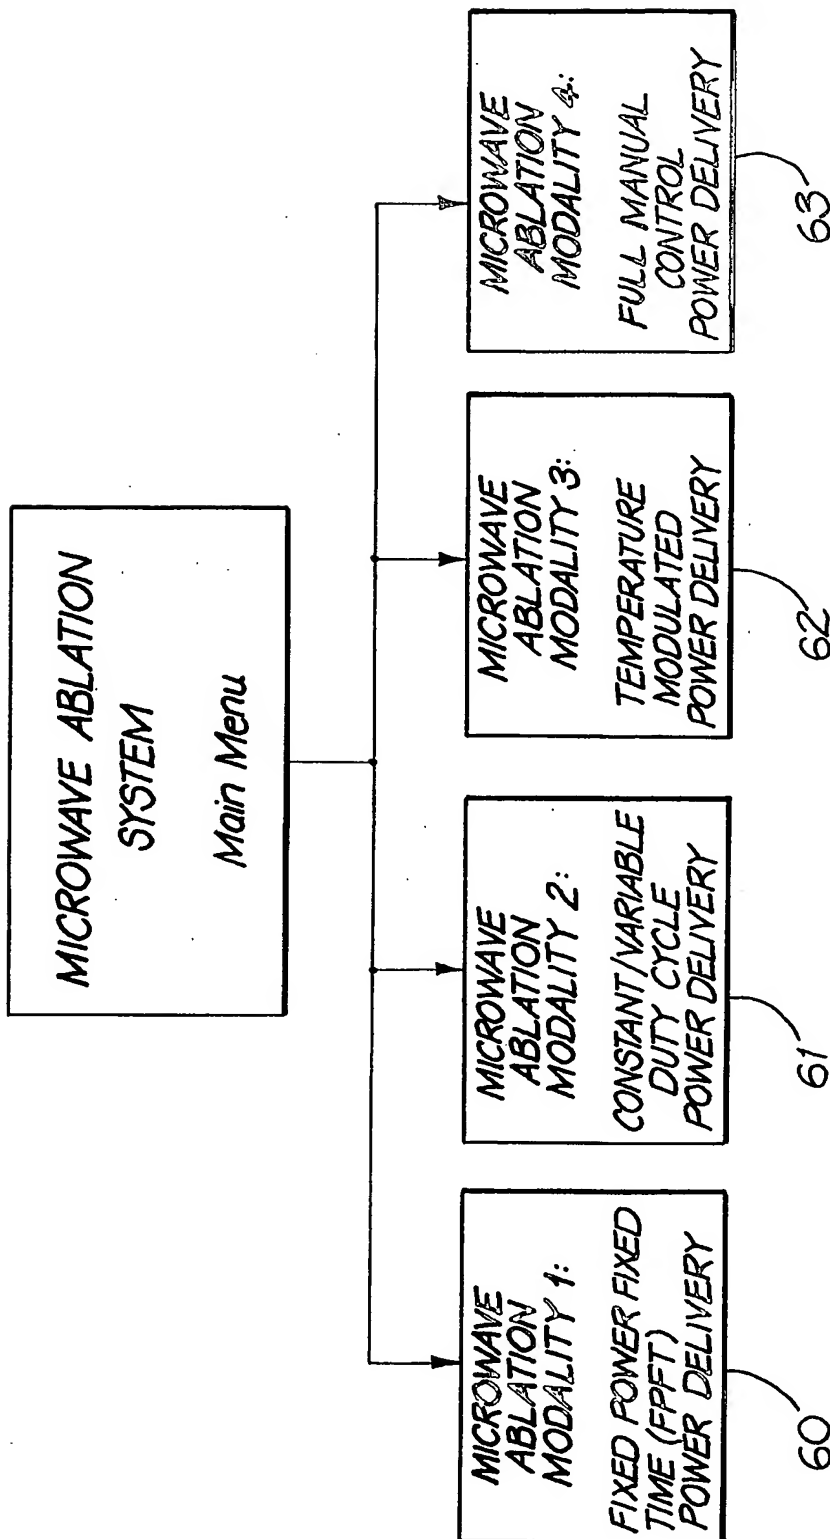 MICROWAVE ABLATION
SYSTEM
Main Menu
MICROWAVE
ABLATION
MODALITY 1:
FIXED POWER FIXED
TIME (FPFT)
POWER DELIVERY
60
MICROWAVE
ABLATION
MODALITY 2:
CONSTANT/VARIABLE
DUTY CYCLE
POWER DELIVERY
61
MICROWAVE
ABLATION
MODALITY 3:
TEMPERATURE
MODULATED
POWER DELIVERY
62
MICROWAVE
ABLATION
MODALITY 4:
FULL MANUAL
CONTROL
POWER DELIVERY
63